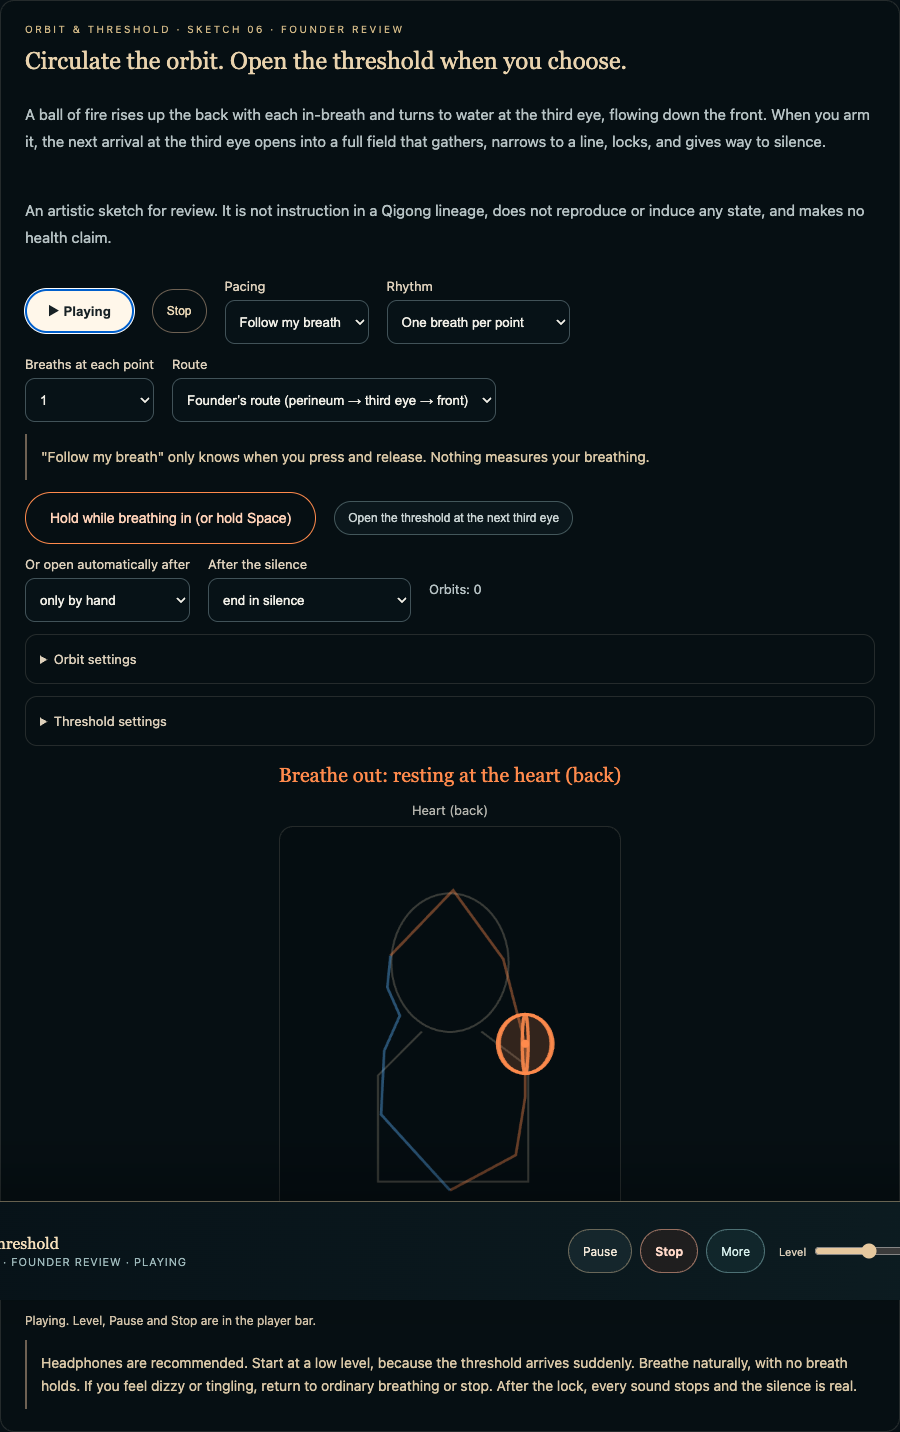 ORBIT & THRESHOLD · SKETCH 06 · FOUNDER REVIEW
Circulate the orbit. Open the threshold when you choose.
A ball of fire rises up the back with each in-breath and turns to water at the third eye, flowing down the front. When you arm
it, the next arrival at the third eye opens into a full field that gathers, narrows to a line, locks, and gives way to silence.
An artistic sketch for review. It is not instruction in a Qigong lineage, does not reproduce or induce any state, and makes no
health claim.
▶ Playing
Stop
Pacing
Follow my breath
Rhythm
One breath per point
Breaths at each point
1
Route
Founder's route (perineum → third eye → front)
"Follow my breath" only knows when you press and release. Nothing measures your breathing.
Hold while breathing in (or hold Space)
Open the threshold at the next third eye
Or open automatically after
only by hand
After the silence
end in silence
Orbits: 0
▶ Orbit settings
▶ Threshold settings
Breathe out: resting at the heart (back)
Heart (back)
hreshold
· FOUNDER REVIEW · PLAYING
Pause
Stop
More
Level
Playing. Level, Pause and Stop are in the player bar.
Headphones are recommended. Start at a low level, because the threshold arrives suddenly. Breathe naturally, with no breath
holds. If you feel dizzy or tingling, return to ordinary breathing or stop. After the lock, every sound stops and the silence is real.